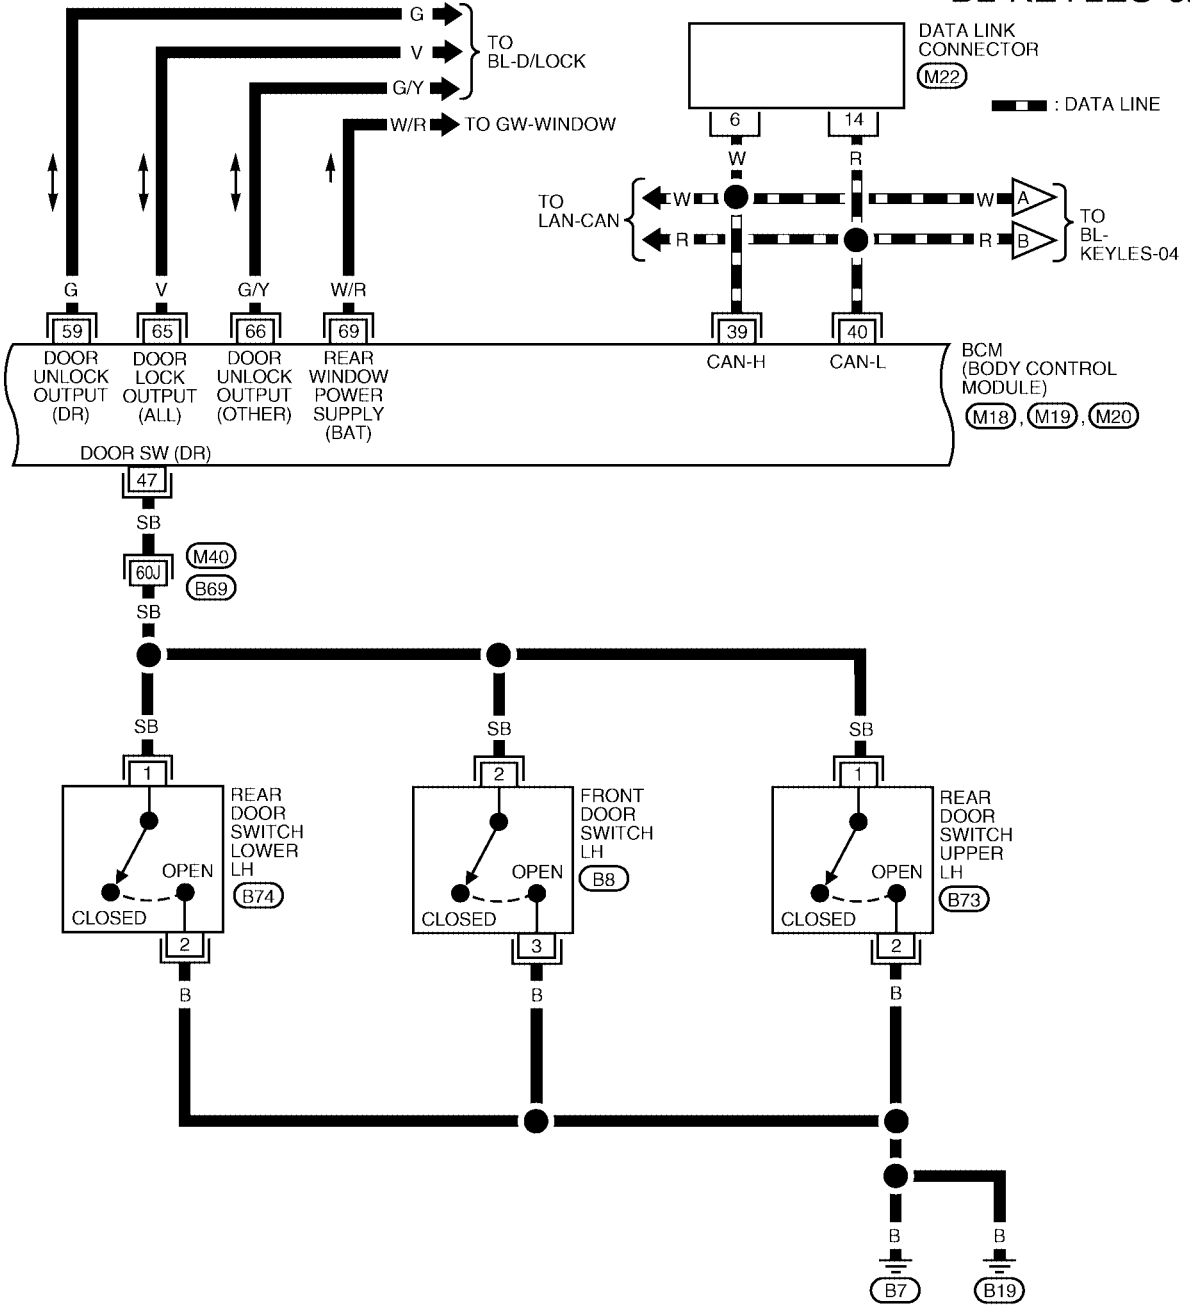 G
V
G/Y
W/R
TO
BL-D/LOCK
TO GW-WINDOW
DATA LINK
CONNECTOR
M22
: DATA LINE
6
14
W
R
TO
LAN-CAN
W
R
W
R
A
B
TO
BL-
KEYLES-04
G
V
G/Y
W/R
59
65
66
69
39
40
DOOR
UNLOCK
OUTPUT
(DR)
DOOR
LOCK
OUTPUT
(ALL)
DOOR
UNLOCK
OUTPUT
(OTHER)
REAR
WINDOW
POWER
SUPPLY
(BAT)
CAN-H
CAN-L
BCM
(BODY CONTROL
MODULE)
M18, M19, M20
DOOR SW (DR)
47
SB
60J
M40
B69
SB
SB
SB
SB
1
2
1
REAR
DOOR
SWITCH
LOWER
LH
B74
OPEN
CLOSED
FRONT
DOOR
SWITCH
LH
B8
OPEN
CLOSED
REAR
DOOR
SWITCH
UPPER
LH
B73
OPEN
CLOSED
2
3
2
B
B
B
B
B
B7
B19